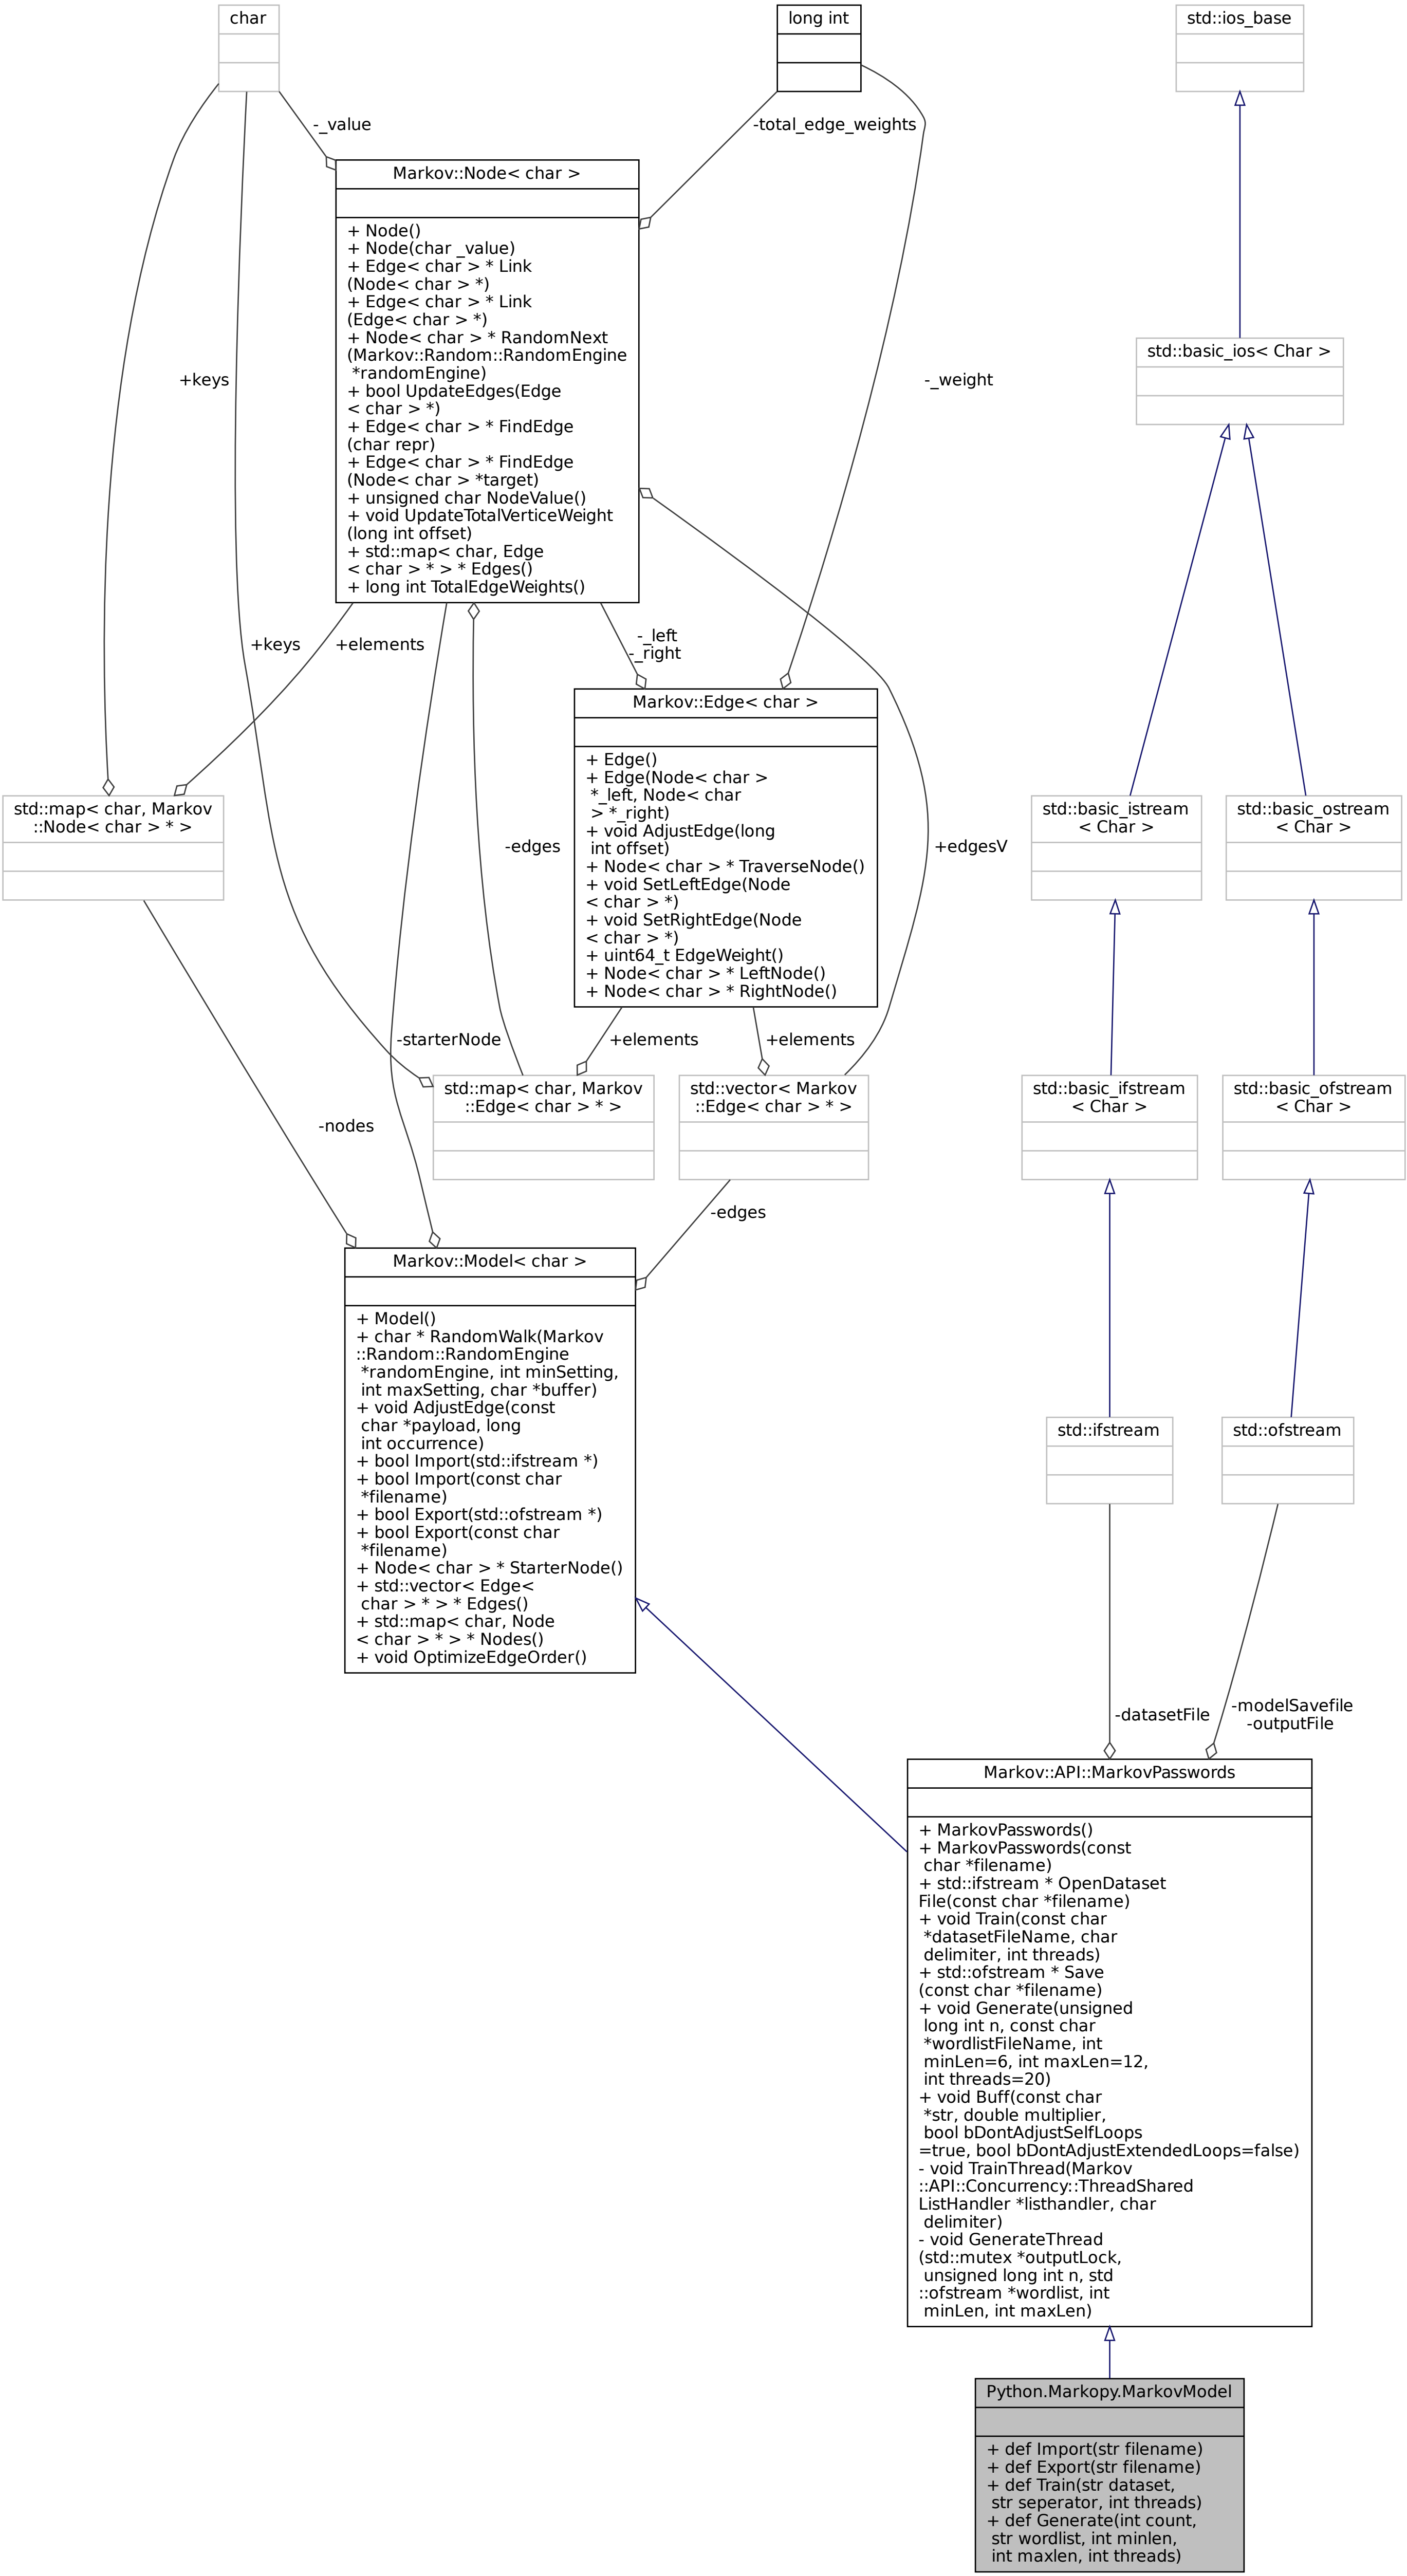 char
long int
std::ios_base
-_value
-total_edge_weights
Markov::Node< char >
+ Node()
+ Node(char _value)
+ Edge< char > * Link
(Node< char > *)
+ Edge< char > * Link
(Edge< char > *)
+ Node< char > * RandomNext
(Markov::Random::RandomEngine
*randomEngine)
+ bool UpdateEdges(Edge
< char > *)
+ Edge< char > * FindEdge
(char repr)
+ Edge< char > * FindEdge
(Node< char > *target)
+ unsigned char NodeValue()
+ void UpdateTotalVerticeWeight
(long int offset)
+ std::map< char, Edge
< char > * > * Edges()
+ long int TotalEdgeWeights()
std::basic_ios< Char >
+keys
-_weight
+keys
+elements
-_left
-_right
Markov::Edge< char >
+ Edge()
+ Edge(Node< char >
*_left, Node< char
> *_right)
+ void AdjustEdge(long
int offset)
+ Node< char > * TraverseNode()
+ void SetLeftEdge(Node
< char > *)
+ void SetRightEdge(Node
< char > *)
+ uint64_t EdgeWeight()
+ Node< char > * LeftNode()
+ Node< char > * RightNode()
std::map< char, Markov
::Node< char > * >
-edges
+edgesV
std::basic_istream
< Char >
std::basic_ostream
< Char >
-starterNode
+elements
+elements
std::map< char, Markov
::Edge< char > * >
std::vector< Markov
::Edge< char > * >
std::basic_ifstream
< Char >
std::basic_ofstream
< Char >
-nodes
-edges
Markov::Model< char >
+ Model()
+ char * RandomWalk(Markov
::Random::RandomEngine
*randomEngine, int minSetting,
int maxSetting, char *buffer)
+ void AdjustEdge(const
char *payload, long
int occurrence)
+ bool Import(std::ifstream *)
+ bool Import(const char
*filename)
+ bool Export(std::ofstream *)
+ bool Export(const char
*filename)
+ Node< char > * StarterNode()
+ std::vector< Edge<
char > * > * Edges()
+ std::map< char, Node
< char > * > * Nodes()
+ void OptimizeEdgeOrder()
std::ifstream
std::ofstream
-datasetFile
-modelSavefile
-outputFile
Markov::API::MarkovPasswords
+ MarkovPasswords()
+ MarkovPasswords(const
char *filename)
+ std::ifstream * OpenDataset
File(const char *filename)
+ void Train(const char
*datasetFileName, char
delimiter, int threads)
+ std::ofstream * Save
(const char *filename)
+ void Generate(unsigned
long int n, const char
*wordlistFileName, int
minLen=6, int maxLen=12,
int threads=20)
+ void Buff(const char
*str, double multiplier,
bool bDontAdjustSelfLoops
=true, bool bDontAdjustExtendedLoops=false)
- void TrainThread(Markov
::API::Concurrency::ThreadShared
ListHandler *listhandler, char
delimiter)
- void GenerateThread
(std::mutex *outputLock,
unsigned long int n, std
::ofstream *wordlist, int
minLen, int maxLen)
Python.Markopy.MarkovModel
+ def Import(str filename)
+ def Export(str filename)
+ def Train(str dataset,
str seperator, int threads)
+ def Generate(int count,
str wordlist, int minlen,
int maxlen, int threads)